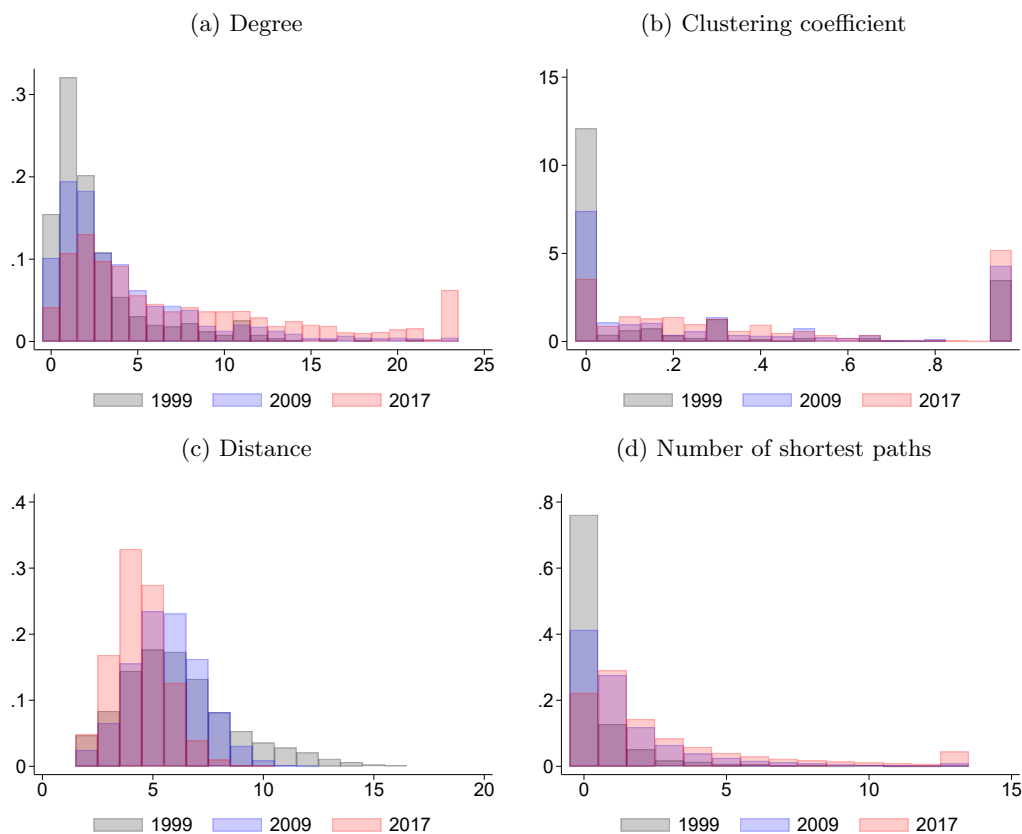 (a) Degree
(b) Clustering coefficient
.3
.2
.1
0
0 5 10 15 20 25
1999 2009 2017
15
10
5
0
0 .2 .4 .6 .8
1999 2009 2017
(c) Distance
(d) Number of shortest paths
.4
.3
.2
.1
0
0 5 10 15 20
1999 2009 2017
.8
.6
.4
.2
0
0 5 10 15
1999 2009 2017